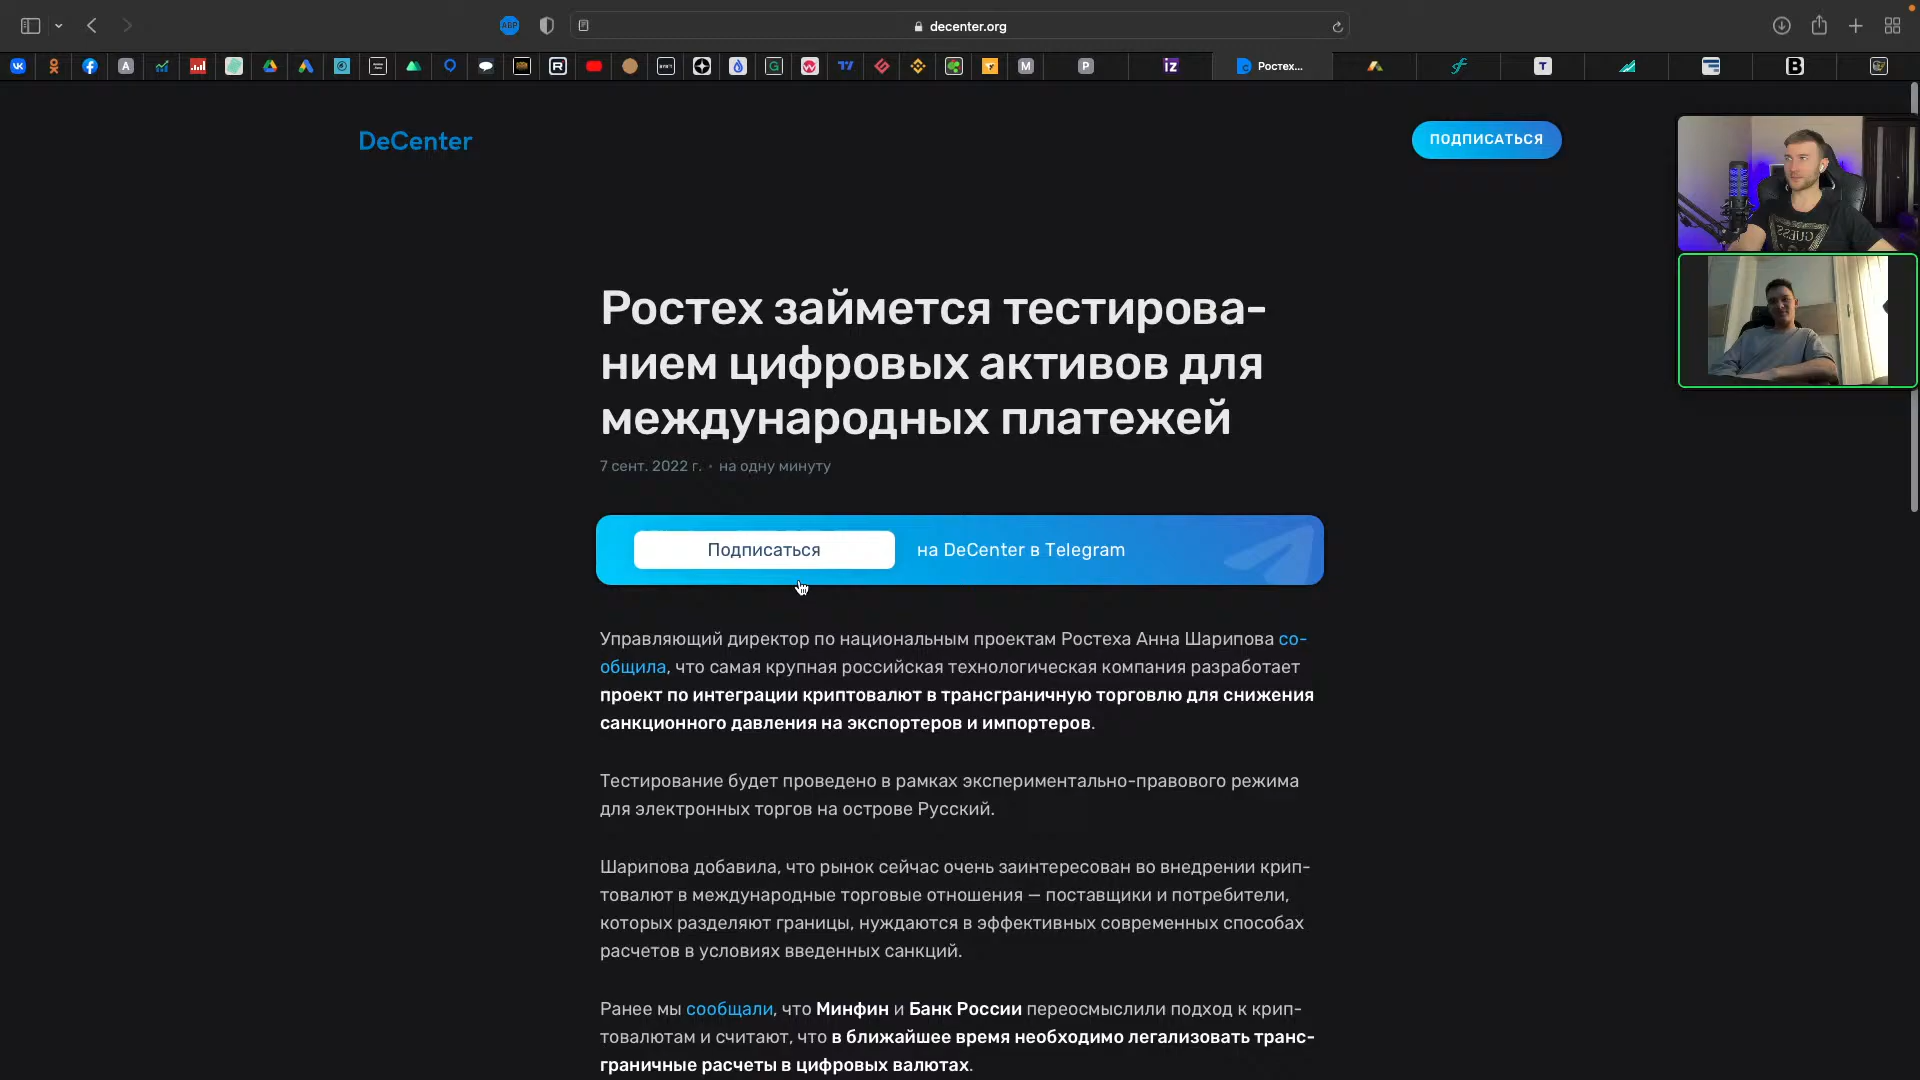 decenter.org
Ростех...
DeCenter
ПОДПИСАТЬСЯ
Ростех займется тестирова-
нием цифровых активов для
международных платежей
7 сент. 2022 г. • на одну минуту
Подписаться
на DeCenter в Telegram
Управляющий директор по национальным проектам Ростеха Анна Шарипова со-
общила, что самая крупная российская технологическая компания разработает
проект по интеграции криптовалют в трансграничную торговлю для снижения
санкционного давления на экспортеров и импортеров.
Тестирование будет проведено в рамках экспериментально-правового режима
для электронных торгов на острове Русский.
Шарипова добавила, что рынок сейчас очень заинтересован во внедрении крип-
товалют в международные торговые отношения — поставщики и потребители,
которых разделяют границы, нуждаются в эффективных современных способах
расчетов в условиях введенных санкций.
Ранее мы сообщали, что Минфин и Банк России переосмыслили подход к крип-
товалютам и считают, что в ближайшее время необходимо легализовать транс-
граничные расчеты в цифровых валютах.